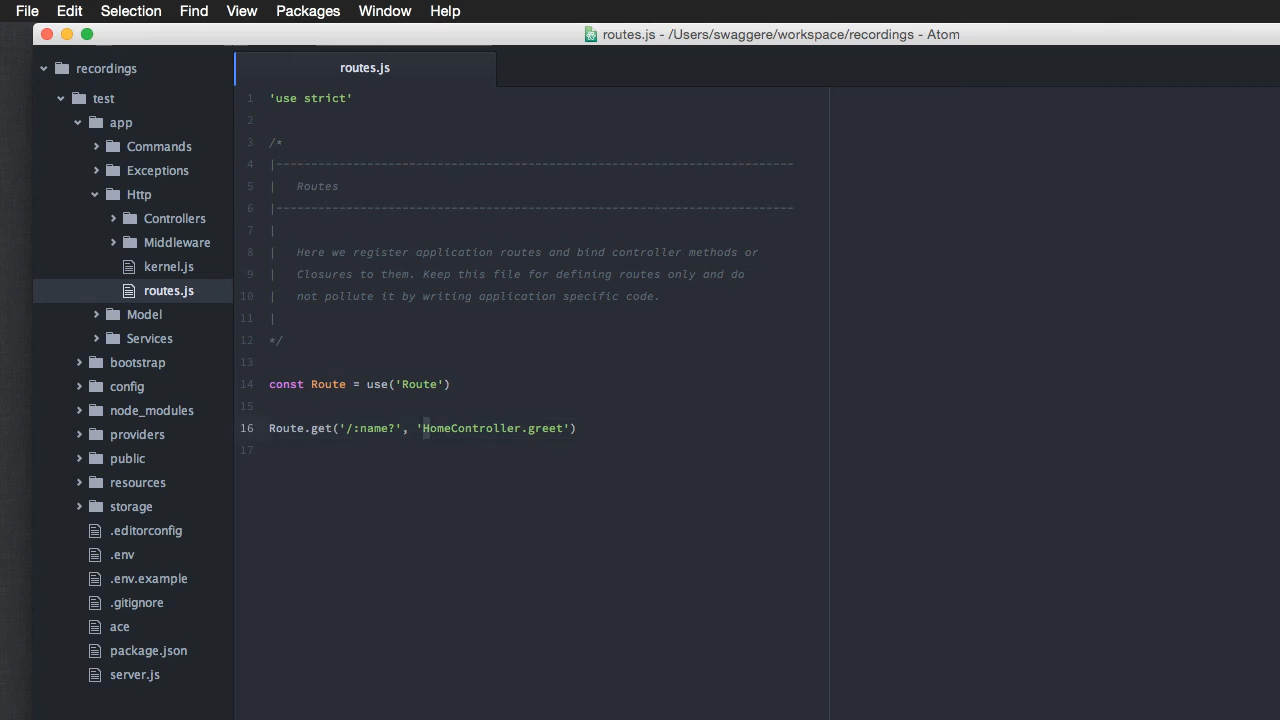 File Edit Selection Find View Packages Window Help
routes.js - /Users/swaggere/workspace/recordings - Atom
recordings
test
app
Commands
Exceptions
Http
Controllers
Middleware
kernel.js
routes.js
Model
Services
bootstrap
config
node_modules
providers
public
resources
storage
.editorconfig
.env
.env.example
.gitignore
ace
package.json
server.js
routes.js
1 'use strict'
2
3 /*
4 |--------------------------------------------------------------------------
5 |   Routes
6 |--------------------------------------------------------------------------
7 |
8 |   Here we register application routes and bind controller methods or
9 |   Closures to them. Keep this file for defining routes only and do
10 |   not pollute it by writing application specific code.
11 |
12 */
13
14 const Route = use('Route')
15
16 Route.get('/:name?', 'HomeController.greet')
17